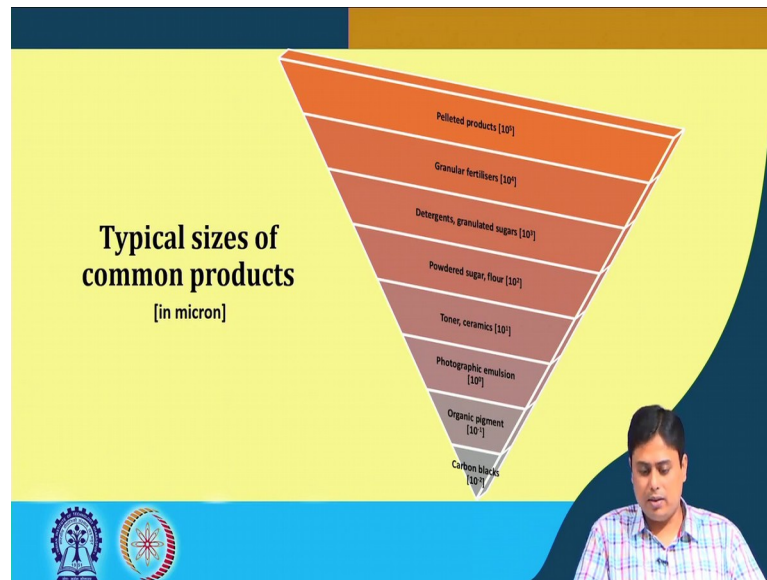 Typical sizes of
common products
[in micron]
Pelleted products [10⁵]
Granular fertilisers [10⁴]
Detergents, granulated sugars [10³]
Powdered sugar, flour [10²]
Toner, ceramics [10¹]
Photographic emulsion
[10⁰]
Organic pigment
[10⁻¹]
Carbon blacks
[10⁻²]